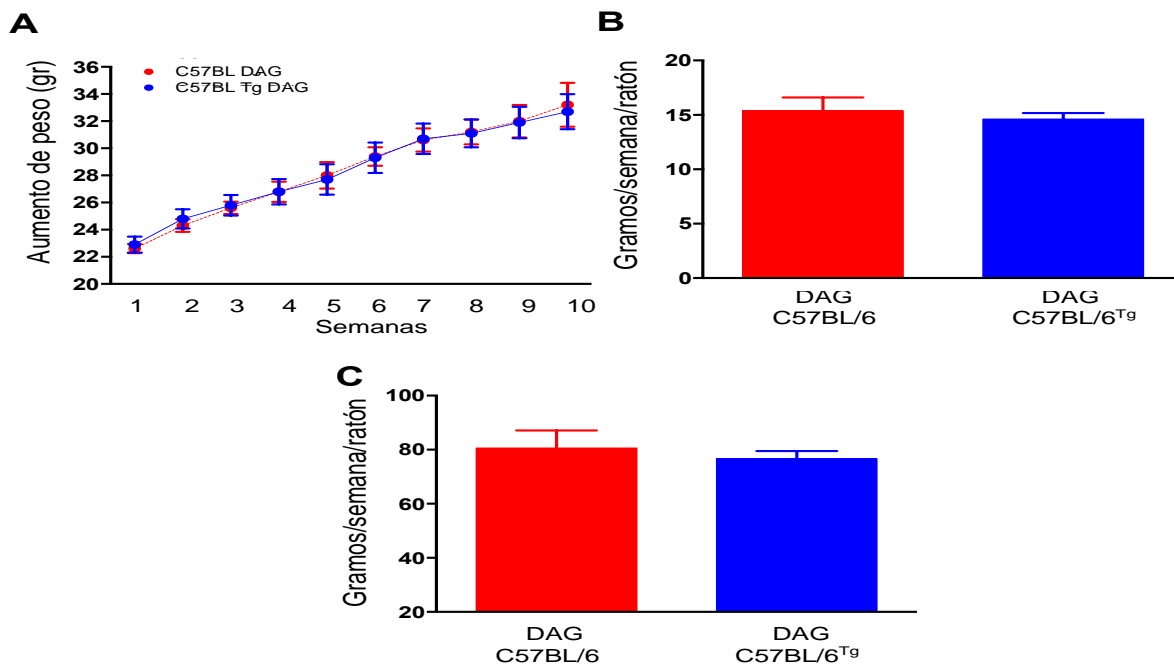 A
Aumento de peso (gr)
36
34
32
30
28
26
24
22
20
C57BL DAG
C57BL Tg DAG
1 2 3 4 5 6 7 8 9 10
Semanas
B
Gramos/semana/ratón
20
15
10
5
0
DAG
C57BL/6
DAG
C57BL/6Tg
C
Gramos/semana/ratón
100
80
60
40
20
DAG
C57BL/6
DAG
C57BL/6Tg